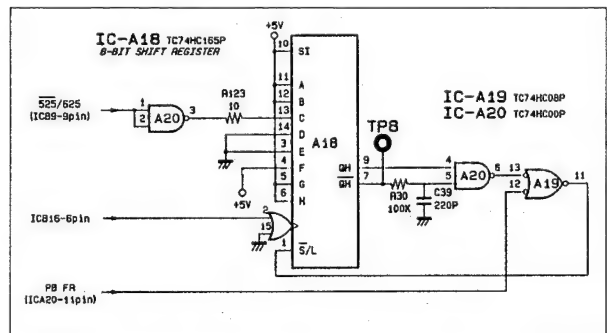 IC-A18 TC74HC165P
8-BIT SHIFT REGISTER
+5V
10 SI
11 A
12 B
13 C
14 D
3 E
4 F
5 G
6 H
A18
525/625
(IC89-9pin)
1
2
A20
3
R123
10
+5V
IC816-6pin
2
15
1 S/L
PB FR
(ICA20-11pin)
IC-A19 TC74HC08P
IC-A20 TC74HC00P
TP8
QH 9
QH 7
R30
100K
C39
220P
4
5
A20
6
13
12
A19
11